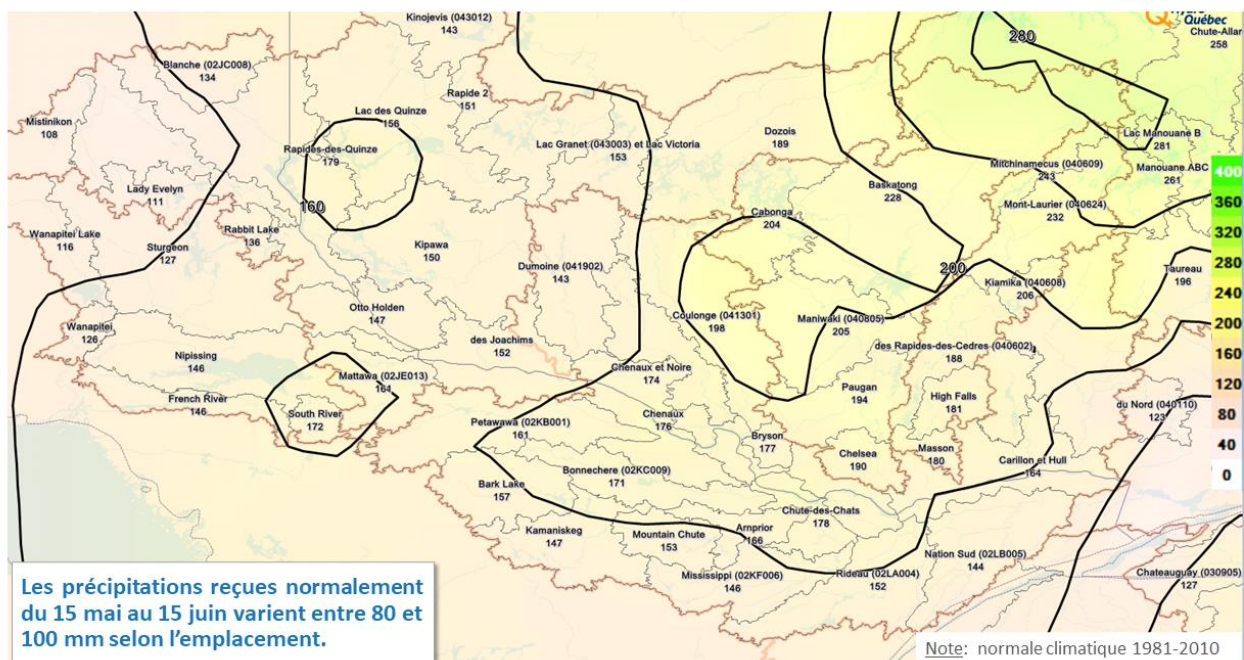 Québec
Kinojevis (043012)
143
280
Chute-Allar
258
Blanche (02JC008)
134
Rapide 2
151
Lac des Quinze
156
Mistinikon
108
Dozois
189
Lac Manouane B
281
Rapides-des-Quinze
179
Lac Granet (043003) et Lac Victoria
153
Mitchinamecus (040609)
243
Manouane ABC
261
400
Lady Evelyn
111
Baskatong
228
360
Mont-Laurier (040624)
232
160
Cabonga
204
320
Wanapitei Lake
116
Rabbit Lake
136
Sturgeon
127
Kipawa
150
280
Dumoine (041902)
143
200
Taureau
196
240
Kiamika (040608)
206
Otto Holden
147
Coulonge (041301)
198
Maniwaki (040805)
205
200
Wanapitei
126
des Joachims
152
des Rapides-des-Cedres (040602)
188
160
Nipissing
146
Mattawa (02JE013)
164
Chenaux et Noire
174
120
Paugan
194
High Falls
181
French River
146
South River
172
Chenaux
176
du Nord (040110)
123
80
Petawawa (02KB001)
161
Bryson
177
40
Chelsea
190
Masson
180
Carillon et Hull
164
0
Bonnechere (02KC009)
171
Bark Lake
157
Chute-des-Chats
178
Kamaniskeg
147
Mountain Chute
153
Arnprior
166
Nation Sud (02LB005)
144
Mississippi (02KF006)
146
Rideau (02LA004)
152
Chateauguay (030905)
127
Les précipitations reçues normalement
du 15 mai au 15 juin varient entre 80 et
100 mm selon l’emplacement.
Note: normale climatique 1981-2010